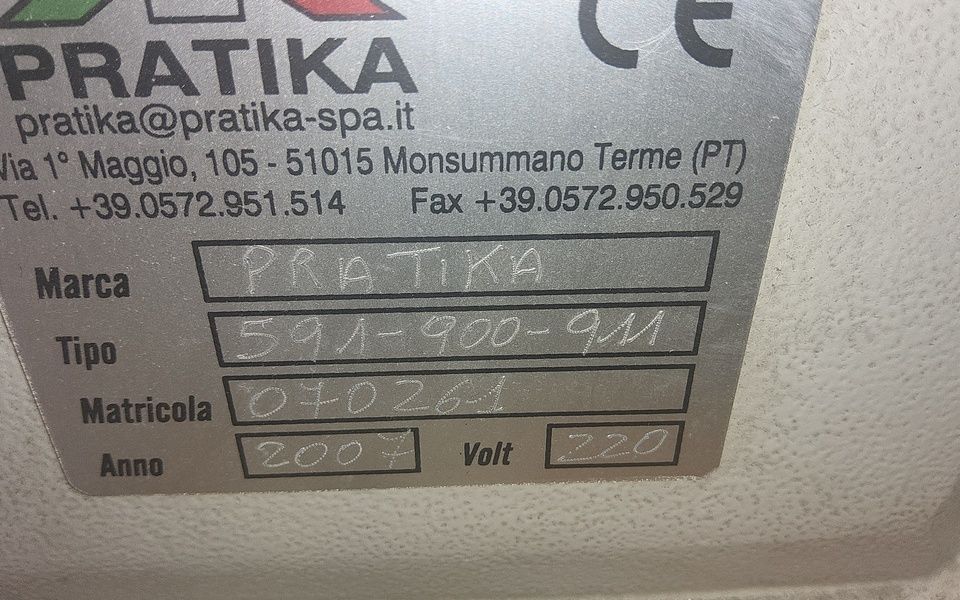 CE
PRATIKA
pratika@pratika-spa.it
Via 1° Maggio, 105 - 51015 Monsummano Terme (PT)
Tel. +39.0572.951.514 Fax +39.0572.950.529
Marca PRATIKA
Tipo 591-900-911
Matricola 070261
Anno 2007 Volt 220